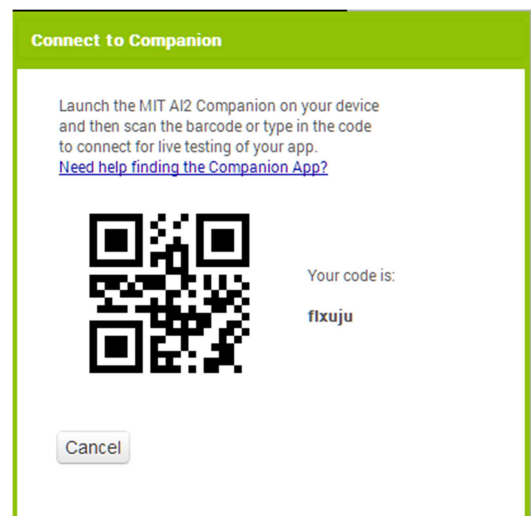 Connect to Companion
Launch the MIT AI2 Companion on your device
and then scan the barcode or type in the code
to connect for live testing of your app.
Need help finding the Companion App?
Your code is:
flxuju
Cancel